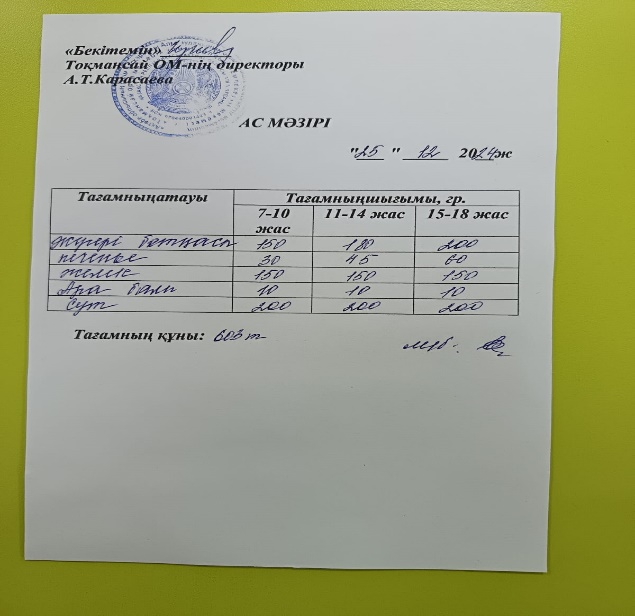 «Бекітемін»
Тоқмансай ОМ-нің директоры
А.Т.Карасаева
АС МӘЗІРІ
"25" 12 2024ж
Тағамныңатауы Тағамныңшығымы, гр.
7-10 жас 11-14 жас 15-18 жас
жүгері ботқасы 150 180 200
печенье 30 45 60
жеміс 150 150 150
Ара балы 10 10 10
Сүт 200 200 200
Тағамның құны: 603 т